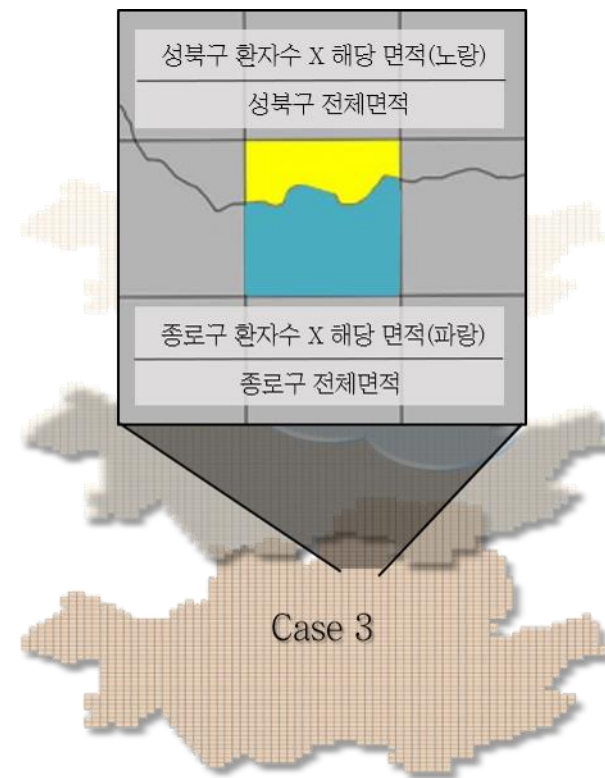 성북구 환자수 X 해당 면적(노랑)
성북구 전체면적
종로구 환자수 X 해당 면적(파랑)
종로구 전체면적
Case 3